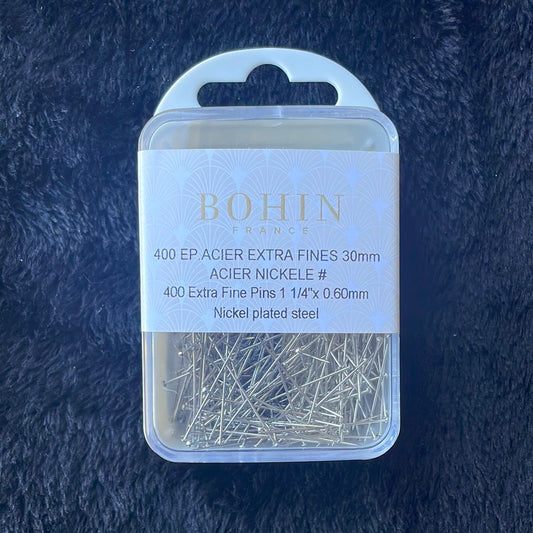 BOHIN
FRANCE
400 EP.ACIER EXTRA FINES 30mm
ACIER NICKELE #
400 Extra Fine Pins 1 1/4"x 0.60mm
Nickel plated steel